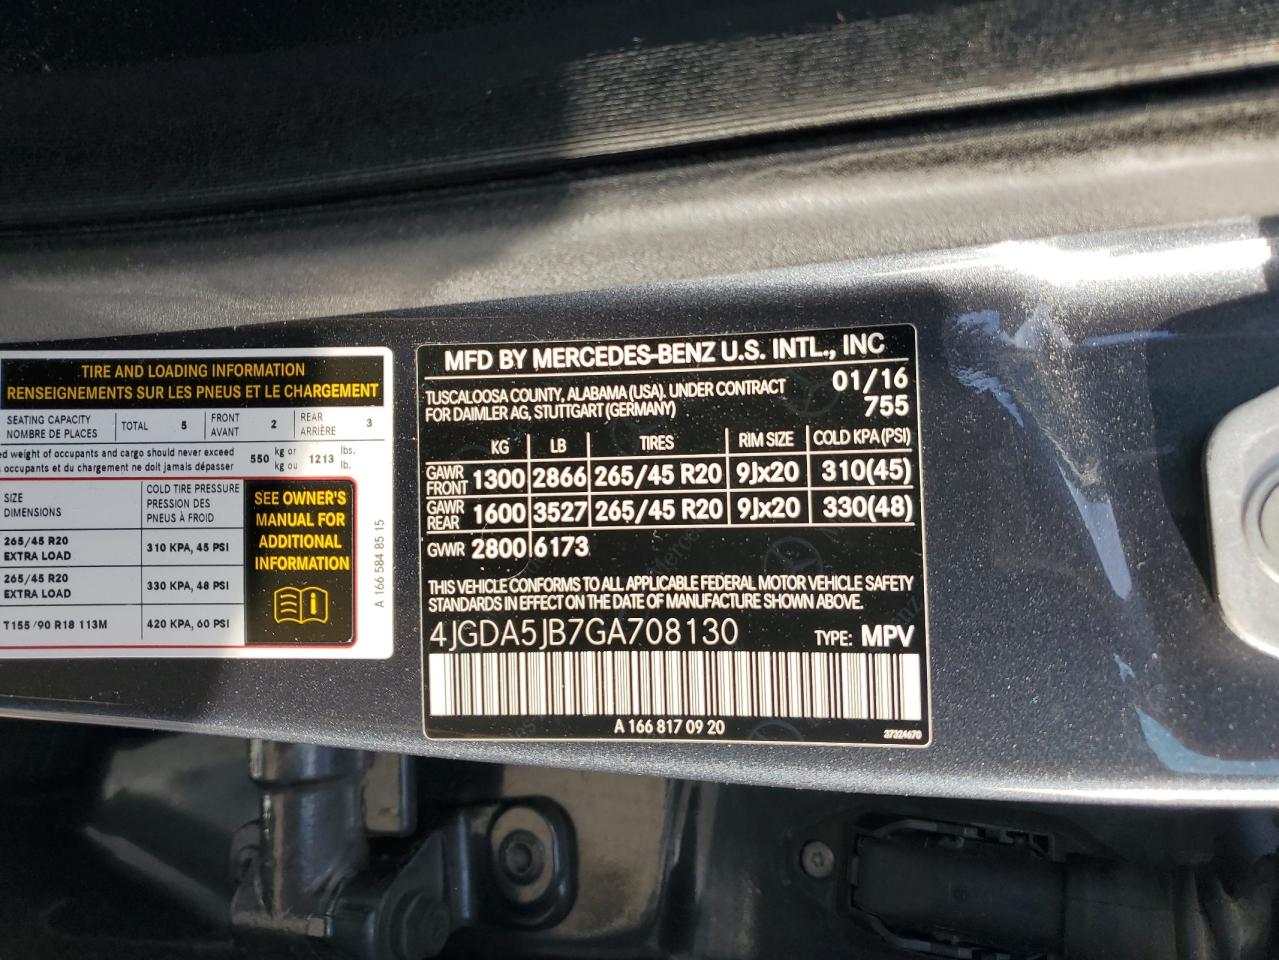 TIRE AND LOADING INFORMATION
RENSEIGNEMENTS SUR LES PNEUS ET LE CHARGEMENT
SEATING CAPACITY
NOMBRE DE PLACES
TOTAL 5
FRONT
AVANT 2
REAR
ARRIÈRE 3
weight of occupants and cargo should never exceed
occupants et du chargement ne doit jamais dépasser
550 kg or
kg ou
1213 lbs.
lb.
SIZE
DIMENSIONS
COLD TIRE PRESSURE
PRESSION DES
PNEUS À FROID
265/45 R20
EXTRA LOAD
310 KPA, 45 PSI
265/45 R20
EXTRA LOAD
330 KPA, 48 PSI
T155/90 R18 113M
420 KPA, 60 PSI
SEE OWNER'S
MANUAL FOR
ADDITIONAL
INFORMATION
i
A 166 584 85 15
MFD BY MERCEDES-BENZ U.S. INTL., INC
TUSCALOOSA COUNTY, ALABAMA (USA). UNDER CONTRACT
FOR DAIMLER AG, STUTTGART (GERMANY)
01/16
755
KG LB TIRES RIM SIZE COLD KPA (PSI)
GAWR
FRONT 1300 2866 265/45 R20 9Jx20 310(45)
GAWR
REAR 1600 3527 265/45 R20 9Jx20 330(48)
GVWR 2800 6173
THIS VEHICLE CONFORMS TO ALL APPLICABLE FEDERAL MOTOR VEHICLE SAFETY
STANDARDS IN EFFECT ON THE DATE OF MANUFACTURE SHOWN ABOVE.
4JGDA5JB7GA708130 TYPE: MPV
A 166 817 09 20
37324670